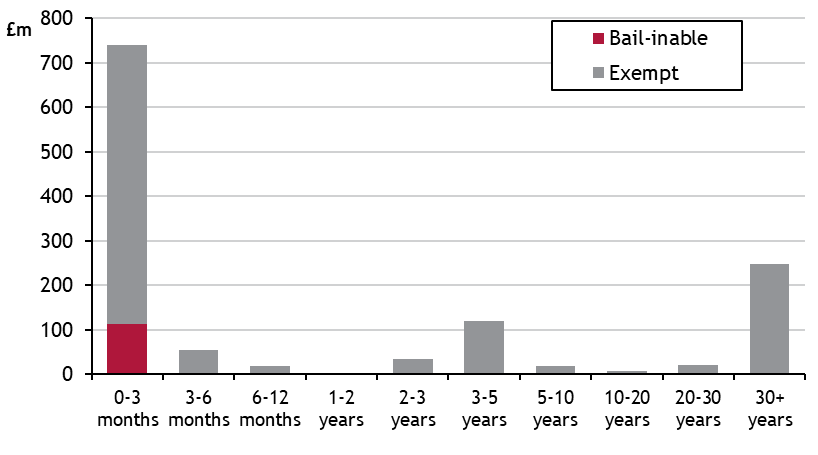 £m
800
700
600
500
400
300
200
100
0
Bail-inable
Exempt
0-3 3-6 6-12 1-2 2-3 3-5 5-10 10-20 20-30 30+
months months months years years years years years years years